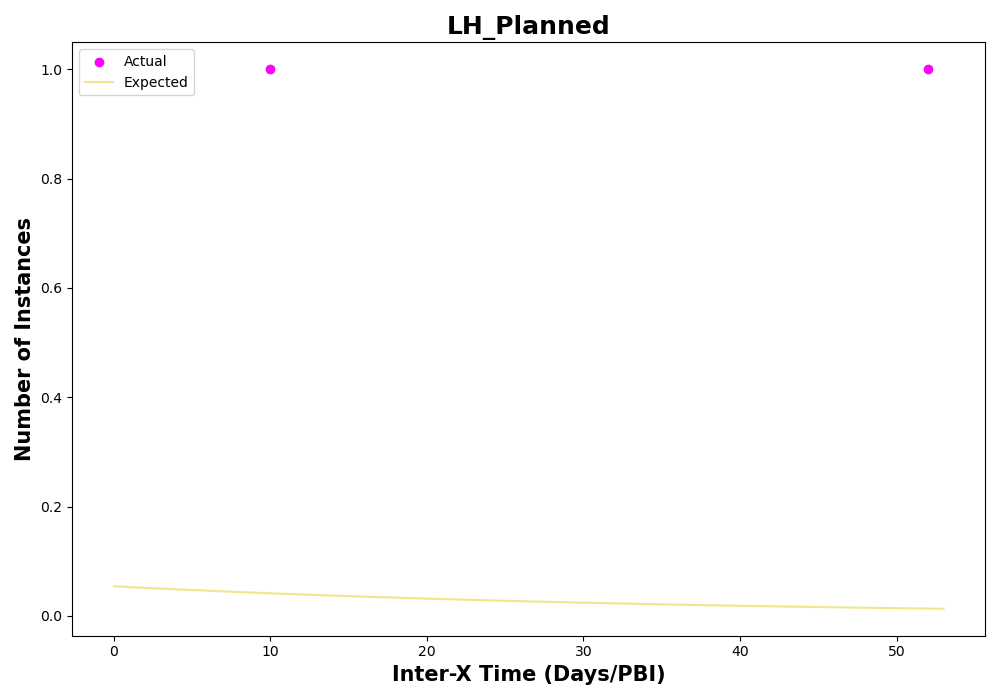 LH_Planned
Actual
Expected
Number of Instances
1.0
0.8
0.6
0.4
0.2
0.0
0 10 20 30 40 50
Inter-X Time (Days/PBI)